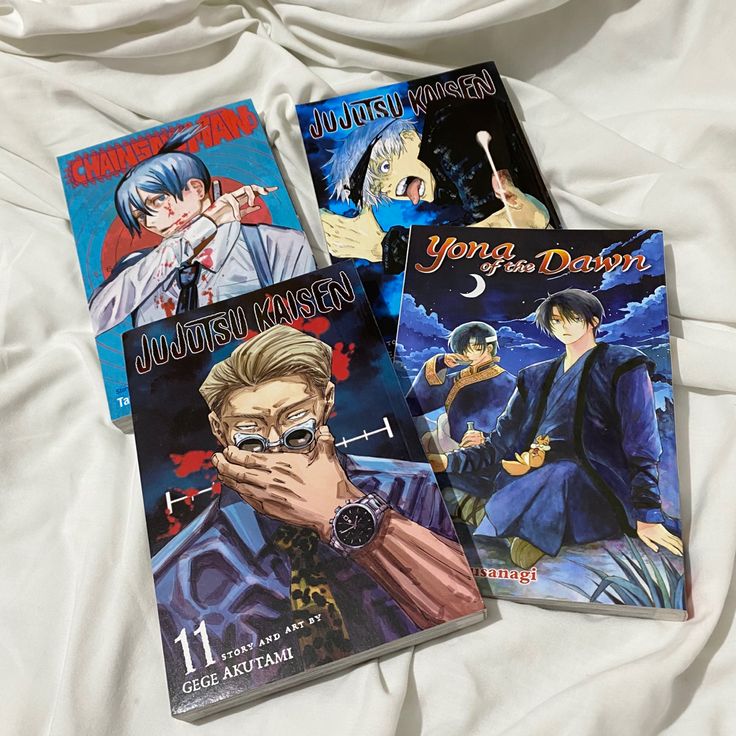 CHAINSAW MAN
JUJUTSU KAISEN
Yona
of the Dawn
JUJUTSU KAISEN
11
STORY AND ART BY
GEGE AKUTAMI